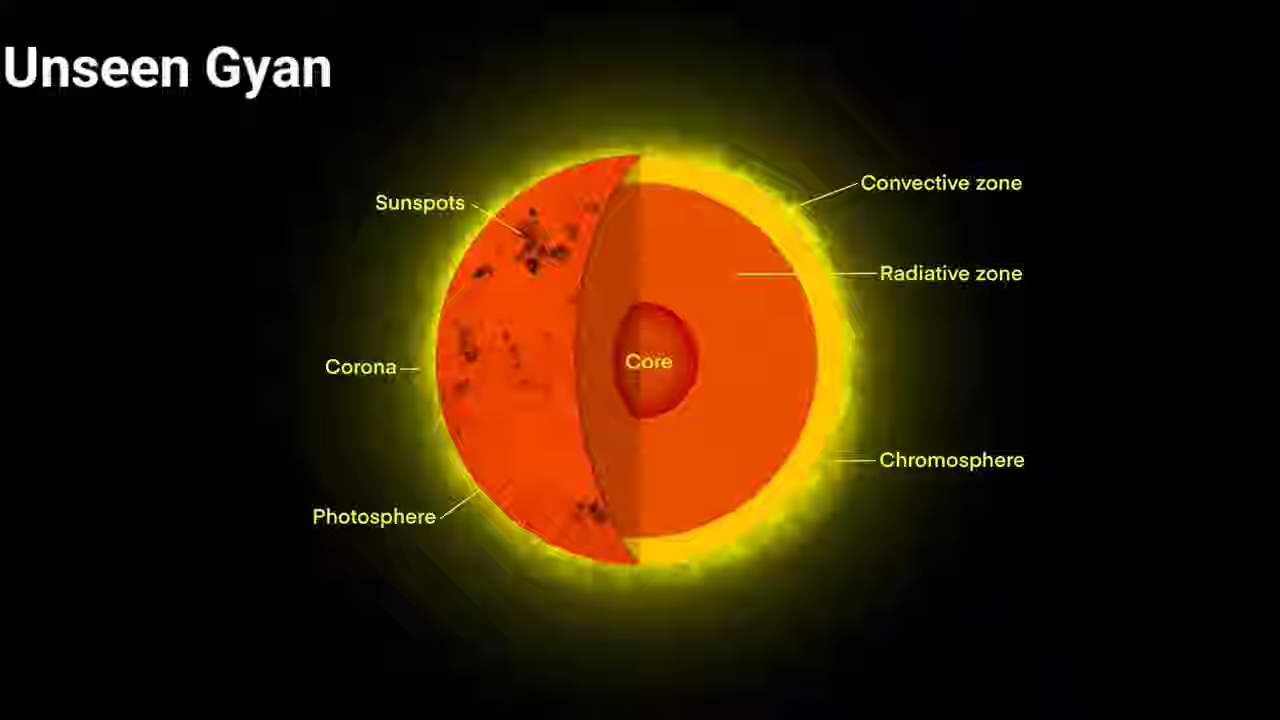 Unseen Gyan
Convective zone
Sunspots
Radiative zone
Core
Corona
Chromosphere
Photosphere